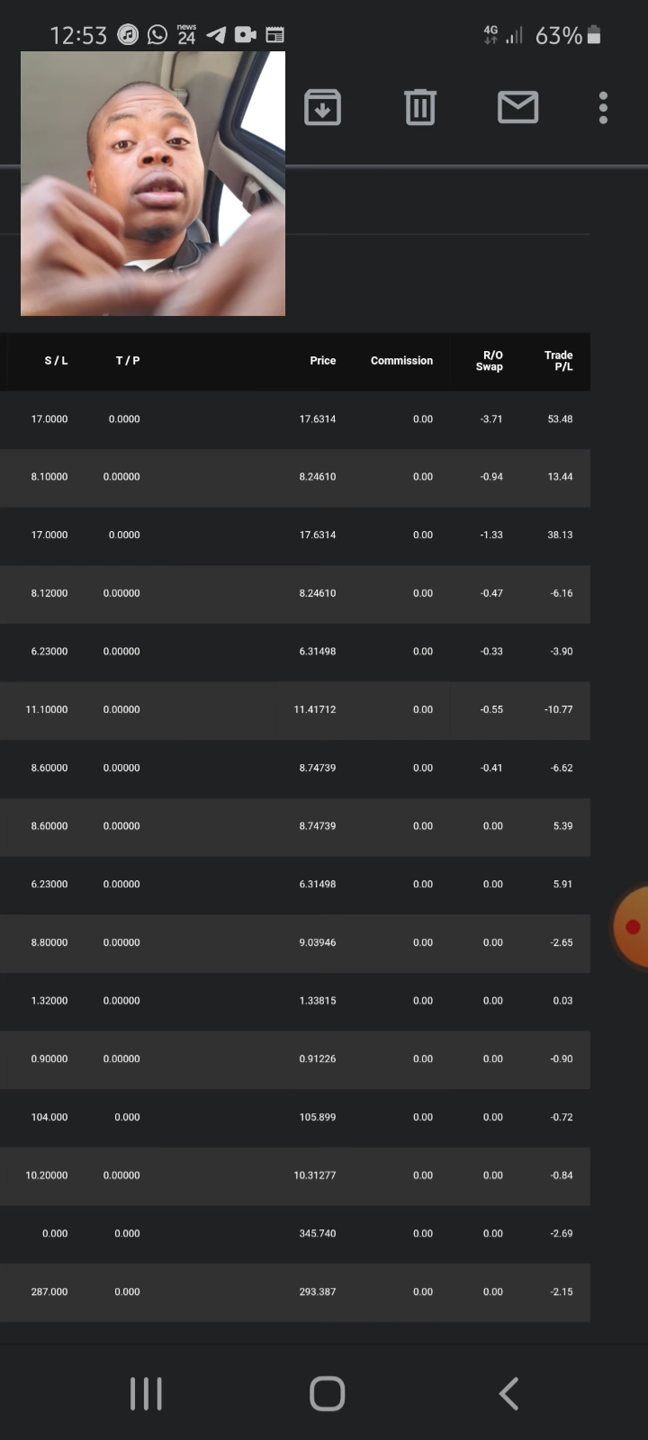 12:53 news 24 4G 63%
S / L T / P Price Commission R/O Swap Trade P/L
17.0000 0.0000 17.6314 0.00 -3.71 53.48
8.10000 0.00000 8.24610 0.00 -0.94 13.44
17.0000 0.0000 17.6314 0.00 -1.33 38.13
8.12000 0.00000 8.24610 0.00 -0.47 -6.16
6.23000 0.00000 6.31498 0.00 -0.33 -3.90
11.10000 0.00000 11.41712 0.00 -0.55 -10.77
8.60000 0.00000 8.74739 0.00 -0.41 -6.62
8.60000 0.00000 8.74739 0.00 0.00 5.39
6.23000 0.00000 6.31498 0.00 0.00 5.91
8.80000 0.00000 9.03946 0.00 0.00 -2.65
1.32000 0.00000 1.33815 0.00 0.00 0.03
0.90000 0.00000 0.91226 0.00 0.00 -0.90
104.000 0.000 105.899 0.00 0.00 -0.72
10.20000 0.00000 10.31277 0.00 0.00 -0.84
0.000 0.000 345.740 0.00 0.00 -2.69
287.000 0.000 293.387 0.00 0.00 -2.15